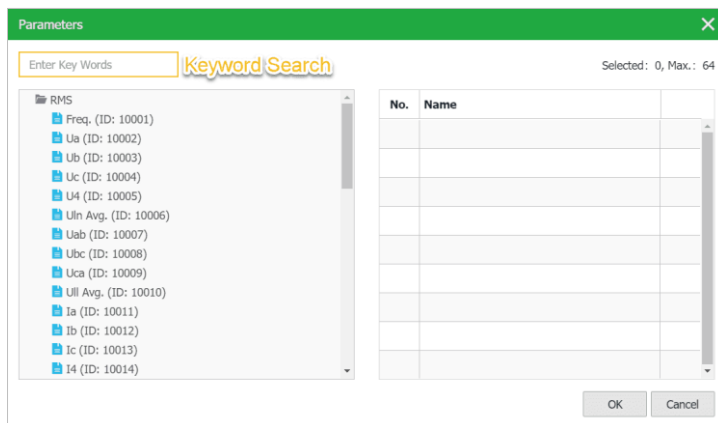 Parameters
Enter Key Words
Keyword Search
Selected: 0, Max.: 64
RMS
Freq. (ID: 10001)
Ua (ID: 10002)
Ub (ID: 10003)
Uc (ID: 10004)
U4 (ID: 10005)
Uln Avg. (ID: 10006)
Uab (ID: 10007)
Ubc (ID: 10008)
Uca (ID: 10009)
Ull Avg. (ID: 10010)
Ia (ID: 10011)
Ib (ID: 10012)
Ic (ID: 10013)
I4 (ID: 10014)
No. Name
OK Cancel